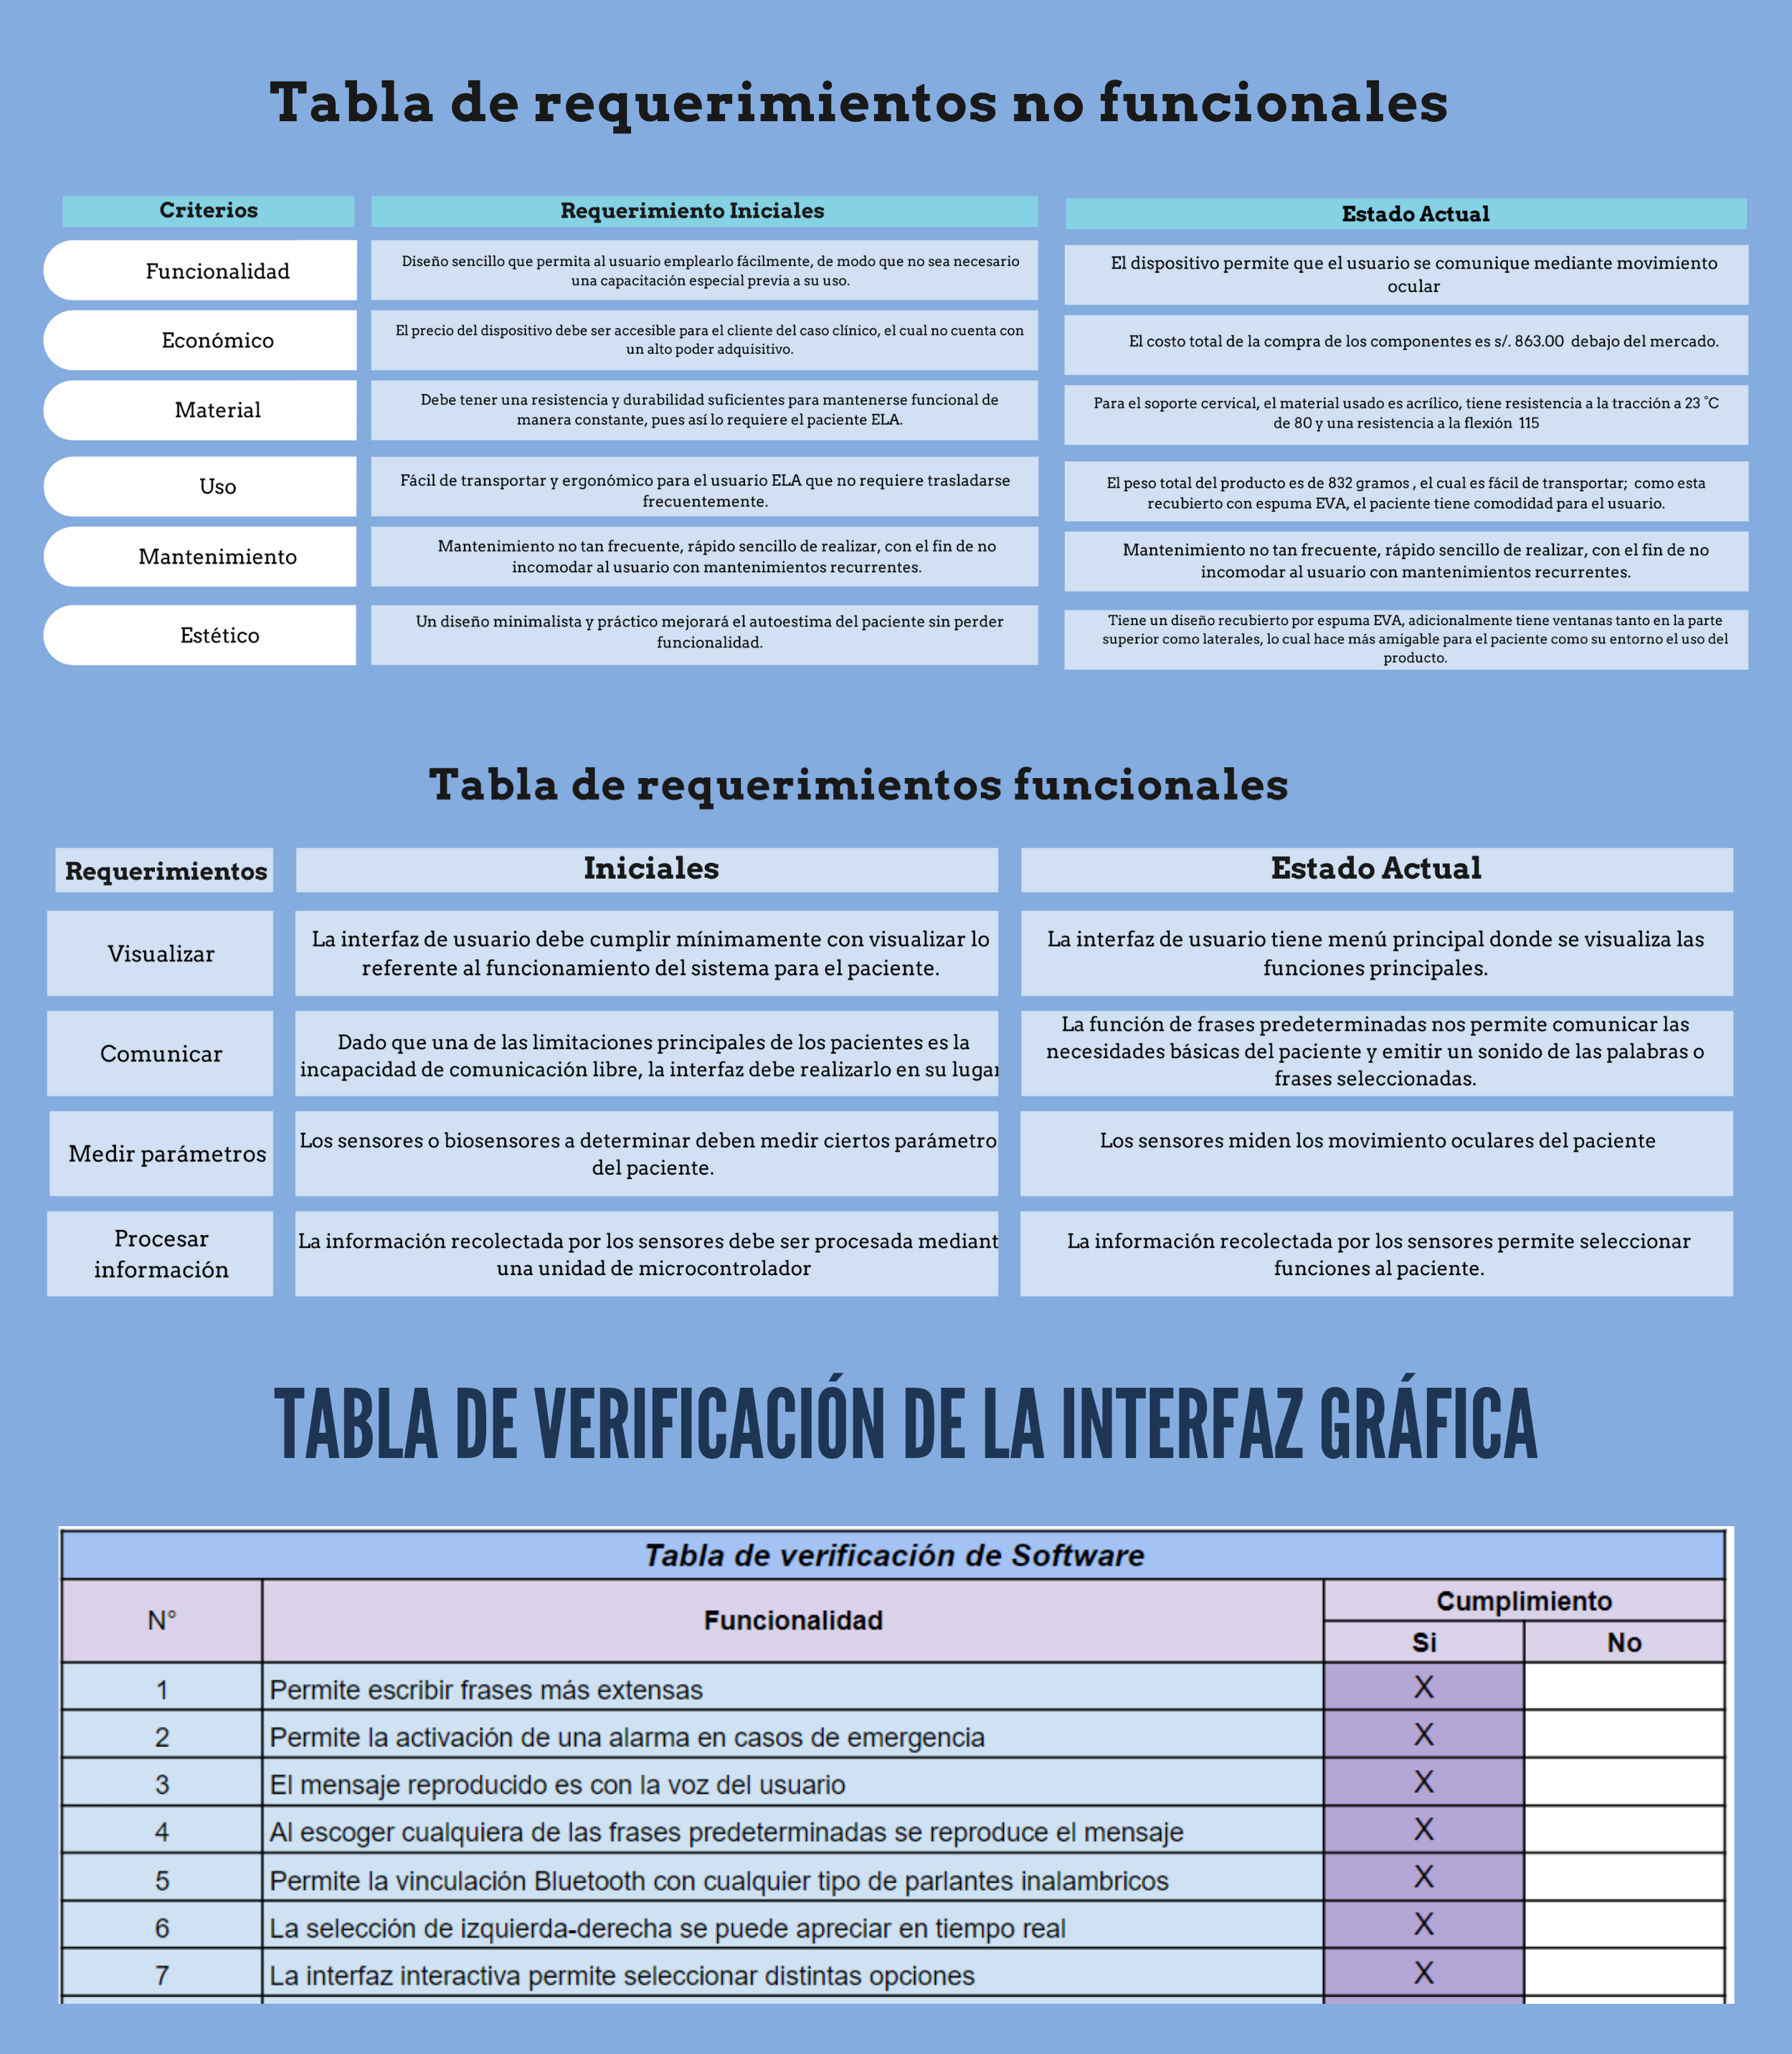 Tabla de requerimientos no funcionales
Criterios
Requerimiento Iniciales
Estado Actual
Funcionalidad
Diseño sencillo que permita al usuario emplearlo fácilmente, de modo que no sea necesario
una capacitación especial previa a su uso.
El dispositivo permite que el usuario se comunique mediante movimiento
ocular
Económico
El precio del dispositivo debe ser accesible para el cliente del caso clínico, el cual no cuenta con
un alto poder adquisitivo.
El costo total de la compra de los componentes es s/. 863.00 debajo del mercado.
Material
Debe tener una resistencia y durabilidad suficientes para mantenerse funcional de
manera constante, pues así lo requiere el paciente ELA.
Para el soporte cervical, el material usado es acrílico, tiene resistencia a la tracción a 23 °C
de 80 y una resistencia a la flexión 115
Uso
Fácil de transportar y ergonómico para el usuario ELA que no requiere trasladarse
frecuentemente.
El peso total del producto es de 832 gramos , el cual es fácil de transportar; como esta
recubierto con espuma EVA, el paciente tiene comodidad para el usuario.
Mantenimiento
Mantenimiento no tan frecuente, rápido sencillo de realizar, con el fin de no
incomodar al usuario con mantenimientos recurrentes.
Mantenimiento no tan frecuente, rápido sencillo de realizar, con el fin de no
incomodar al usuario con mantenimientos recurrentes.
Estético
Un diseño minimalista y práctico mejorará el autoestima del paciente sin perder
funcionalidad.
Tiene un diseño recubierto por espuma EVA, adicionalmente tiene ventanas tanto en la parte
superior como laterales, lo cual hace más amigable para el paciente como su entorno el uso del
producto.
Tabla de requerimientos funcionales
Requerimientos
Iniciales
Estado Actual
Visualizar
La interfaz de usuario debe cumplir mínimamente con visualizar lo
referente al funcionamiento del sistema para el paciente.
La interfaz de usuario tiene menú principal donde se visualiza las
funciones principales.
Comunicar
Dado que una de las limitaciones principales de los pacientes es la
incapacidad de comunicación libre, la interfaz debe realizarlo en su lugar
La función de frases predeterminadas nos permite comunicar las
necesidades básicas del paciente y emitir un sonido de las palabras o
frases seleccionadas.
Medir parámetros
Los sensores o biosensores a determinar deben medir ciertos parámetro
del paciente.
Los sensores miden los movimiento oculares del paciente
Procesar
información
La información recolectada por los sensores debe ser procesada mediant
una unidad de microcontrolador
La información recolectada por los sensores permite seleccionar
funciones al paciente.
TABLA DE VERIFICACIÓN DE LA INTERFAZ GRÁFICA
Tabla de verificación de Software
N°
Funcionalidad
Cumplimiento
Si
No
1 Permite escribir frases más extensas X
2 Permite la activación de una alarma en casos de emergencia X
3 El mensaje reproducido es con la voz del usuario X
4 Al escoger cualquiera de las frases predeterminadas se reproduce el mensaje X
5 Permite la vinculación Bluetooth con cualquier tipo de parlantes inalambricos X
6 La selección de izquierda-derecha se puede apreciar en tiempo real X
7 La interfaz interactiva permite seleccionar distintas opciones X